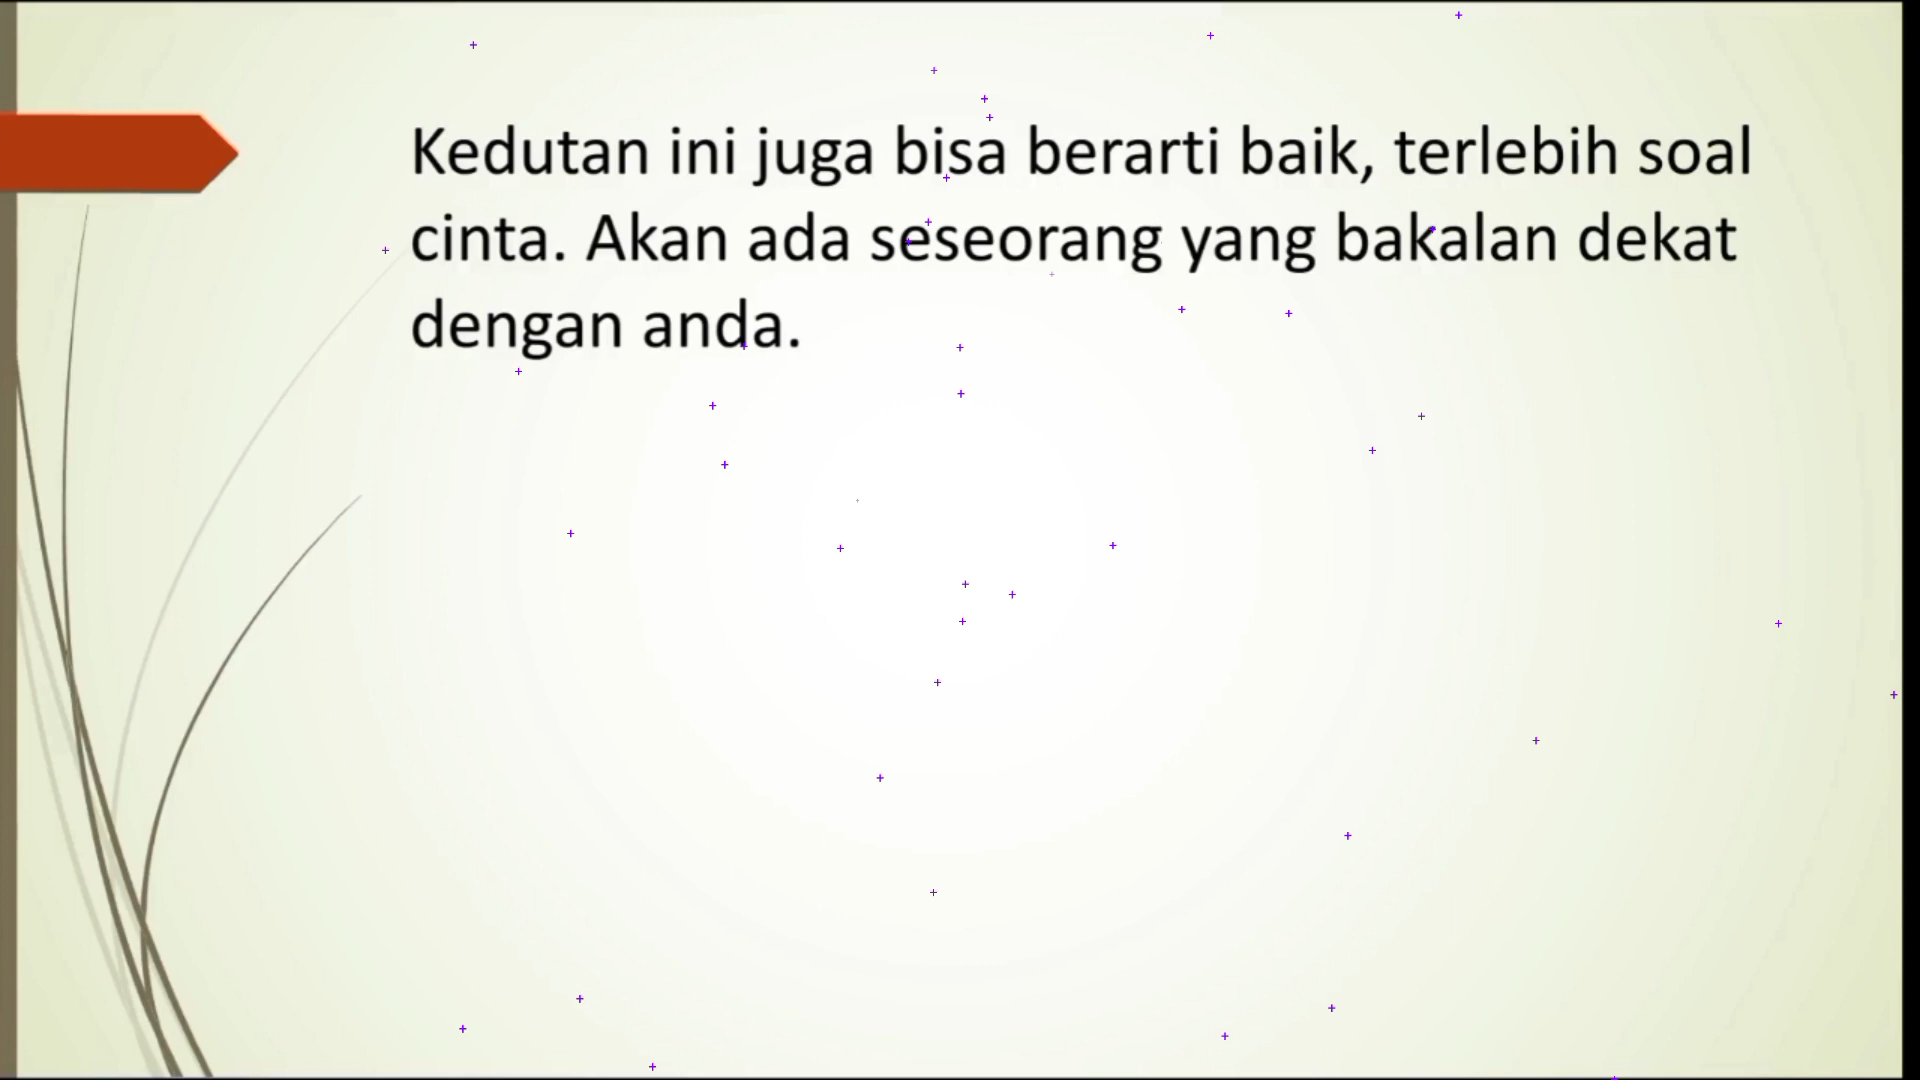 Kedutan ini juga bisa berarti baik, terlebih soal
cinta. Akan ada seseorang yang bakalan dekat
dengan anda.